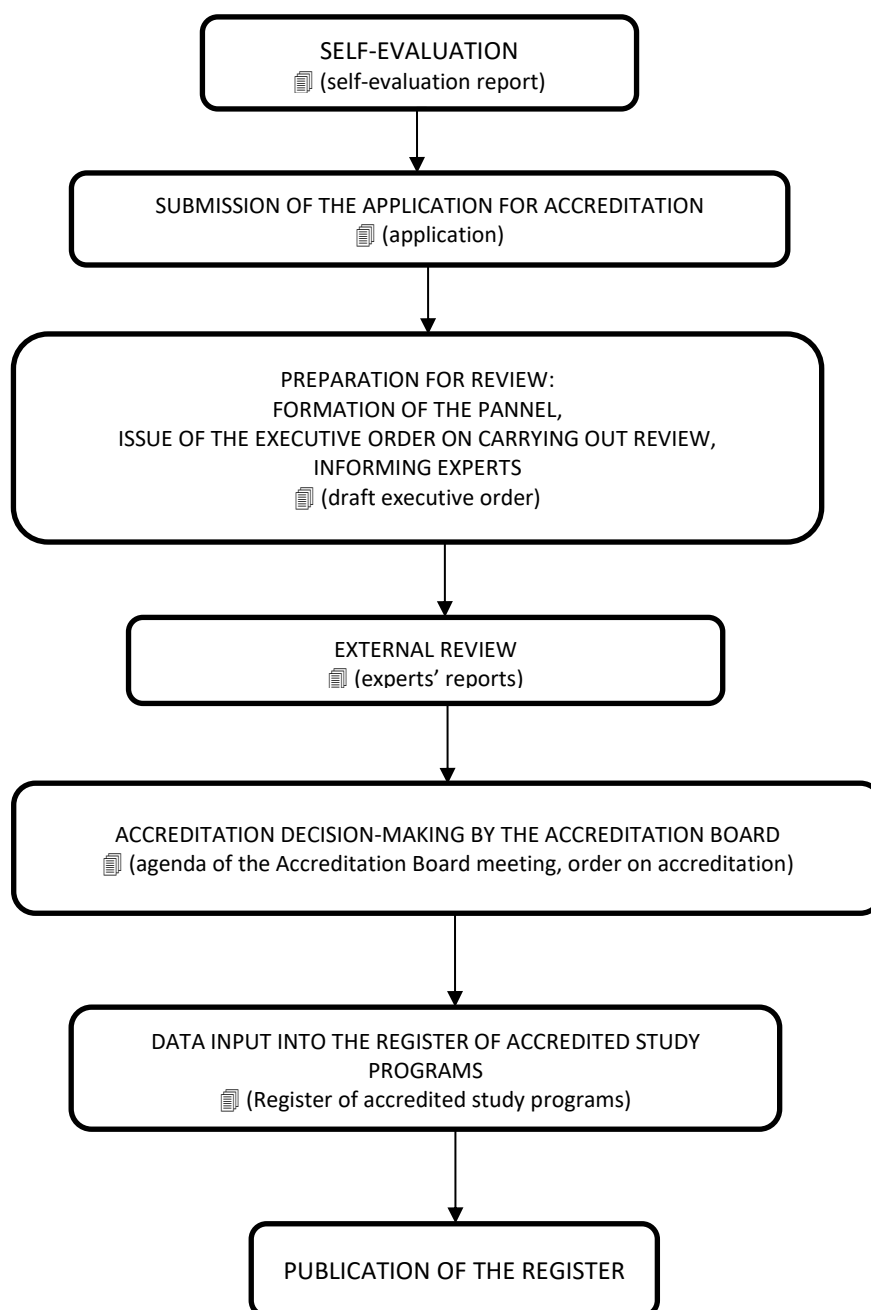 SELF-EVALUATION
(self-evaluation report)
SUBMISSION OF THE APPLICATION FOR ACCREDITATION
(application)
PREPARATION FOR REVIEW:
FORMATION OF THE PANNEL,
ISSUE OF THE EXECUTIVE ORDER ON CARRYING OUT REVIEW,
INFORMING EXPERTS
(draft executive order)
EXTERNAL REVIEW
(experts’ reports)
ACCREDITATION DECISION-MAKING BY THE ACCREDITATION BOARD
(agenda of the Accreditation Board meeting, order on accreditation)
DATA INPUT INTO THE REGISTER OF ACCREDITED STUDY
PROGRAMS
(Register of accredited study programs)
PUBLICATION OF THE REGISTER